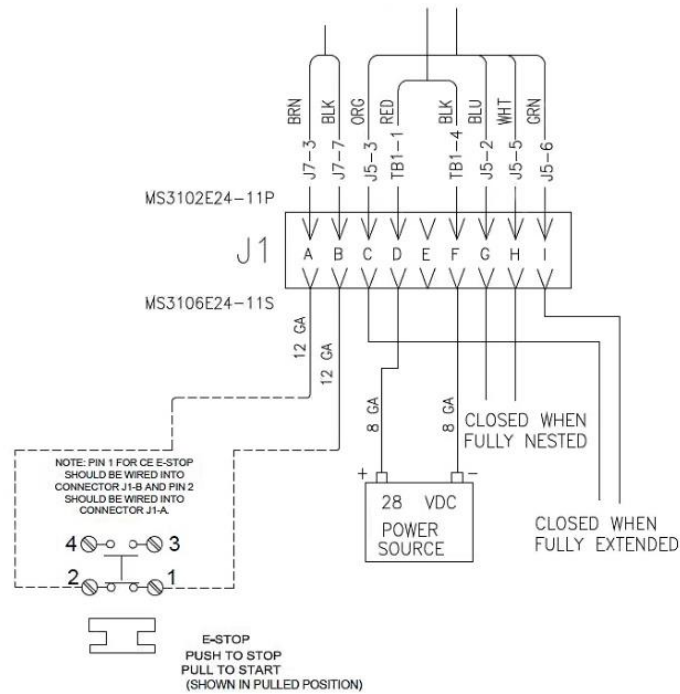 BRN
BLK
ORG
RED
BLK
BLU
WHT
GRN
J7-3
J7-7
J5-3
TB1-1
TB1-4
J5-2
J5-5
J5-6
MS3102E24-11P
J1
A B C D E F G H I
MS3106E24-11S
12 GA
12 GA
8 GA
8 GA
CLOSED WHEN
FULLY NESTED
CLOSED WHEN
FULLY EXTENDED
+ −
28 VDC
POWER
SOURCE
NOTE: PIN 1 FOR CE E-STOP
SHOULD BE WIRED INTO
CONNECTOR J1-B AND PIN 2
SHOULD BE WIRED INTO
CONNECTOR J1-A.
4 3
2 1
E-STOP
PUSH TO STOP
PULL TO START
(SHOWN IN PULLED POSITION)